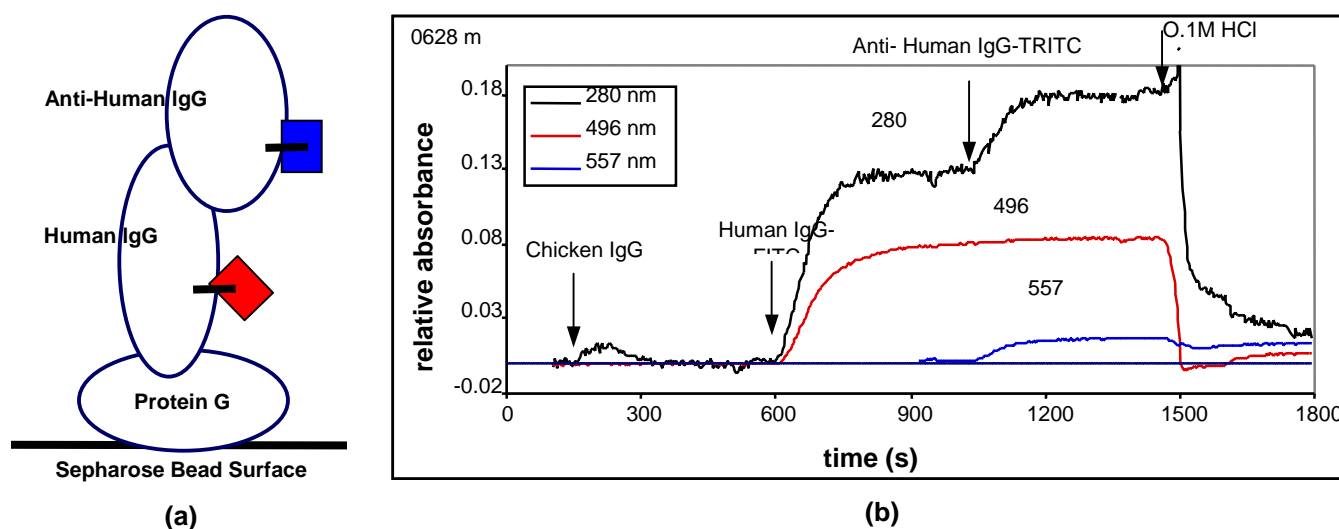 Anti-Human IgG
Human IgG
Protein G
Sepharose Bead Surface
(a)
0628 m
Anti- Human IgG-TRITC
O.1M HCl
280 nm
496 nm
557 nm
280
496
557
Chicken IgG
Human IgG-
relative absorbance
0.18
0.13
0.08
0.03
-0.02
0
300
600
900
1200
1500
1800
time (s)
(b)